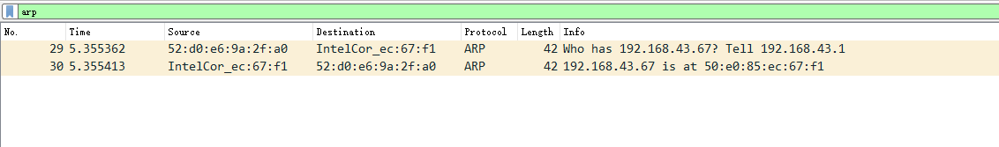 arp
No. Time Source Destination Protocol Length Info
29 5.355362 52:d0:e6:9a:2f:a0 IntelCor_ec:67:f1 ARP 42 Who has 192.168.43.67? Tell 192.168.43.1
30 5.355413 IntelCor_ec:67:f1 52:d0:e6:9a:2f:a0 ARP 42 192.168.43.67 is at 50:e0:85:ec:67:f1